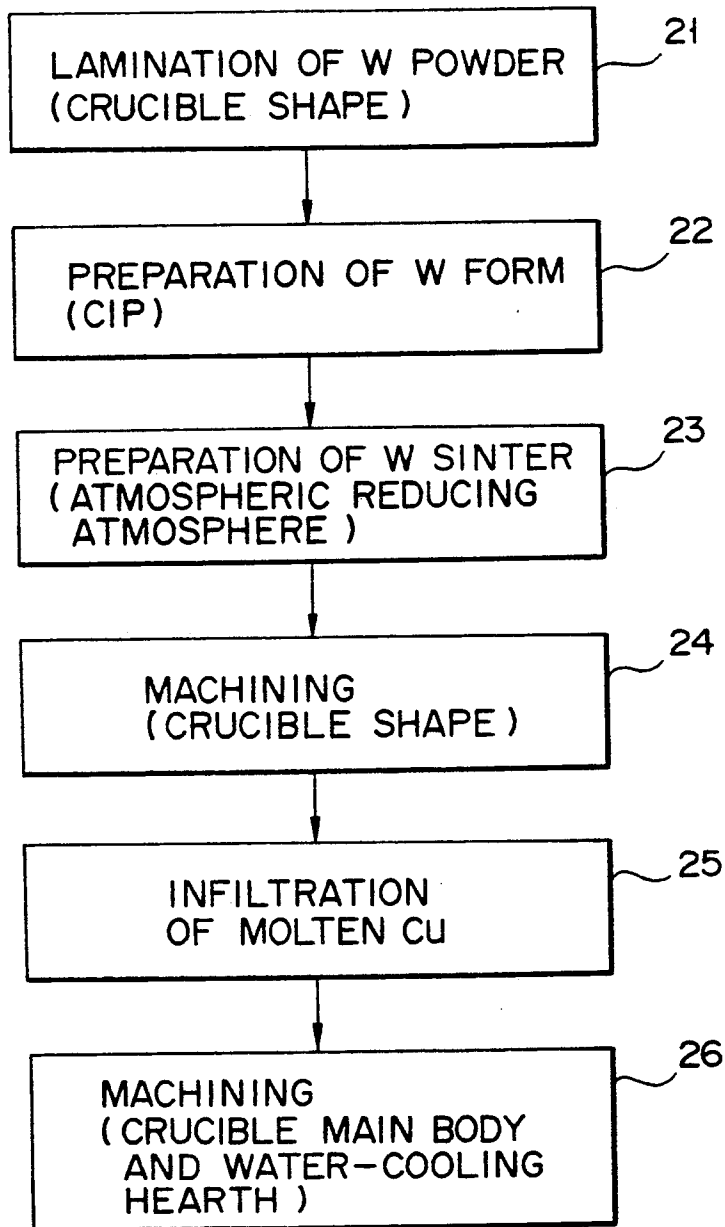 21
LAMINATION OF W POWDER
(CRUCIBLE SHAPE)
22
PREPARATION OF W FORM
(CIP)
23
PREPARATION OF W SINTER
(ATMOSPHERIC REDUCING
ATMOSPHERE)
24
MACHINING
(CRUCIBLE SHAPE)
25
INFILTRATION
OF MOLTEN Cu
26
MACHINING
(CRUCIBLE MAIN BODY
AND WATER-COOLING
HEARTH)